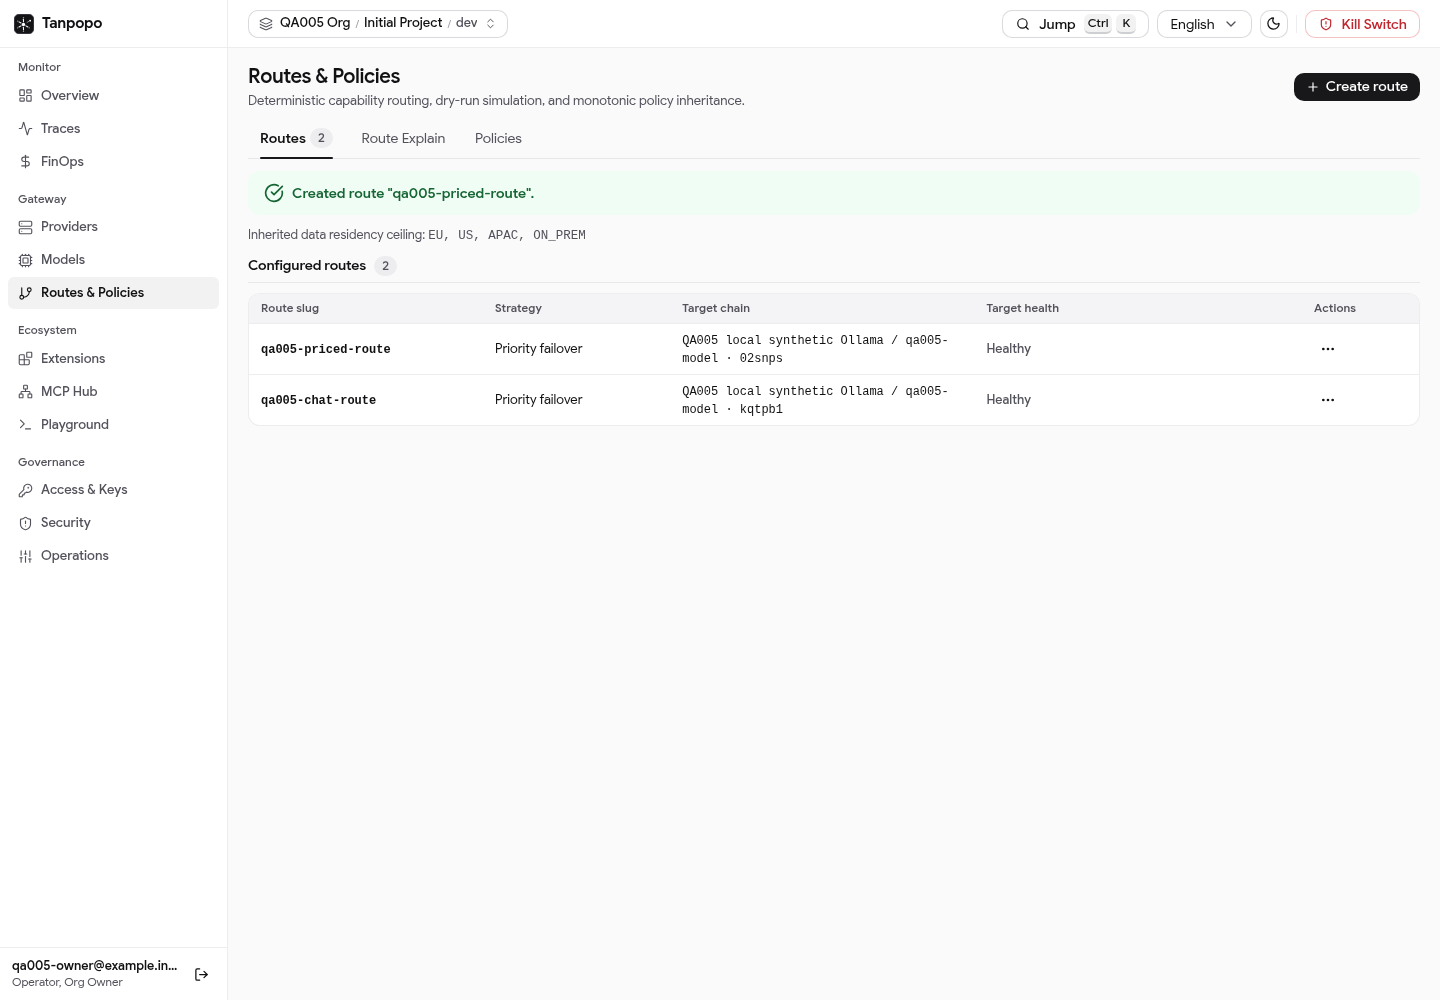 Tanpopo
QA005 Org / Initial Project / dev
Jump Ctrl K
English
Kill Switch
Monitor
Overview
Traces
FinOps
Gateway
Providers
Models
Routes & Policies
Ecosystem
Extensions
MCP Hub
Playground
Governance
Access & Keys
Security
Operations
qa005-owner@example.in...
Operator, Org Owner
Routes & Policies
Deterministic capability routing, dry-run simulation, and monotonic policy inheritance.
Create route
Routes 2 Route Explain Policies
Created route "qa005-priced-route".
Inherited data residency ceiling: EU, US, APAC, ON_PREM
Configured routes 2
Route slug Strategy Target chain Target health Actions
qa005-priced-route Priority failover QA005 local synthetic Ollama / qa005-
model · 02snps Healthy
qa005-chat-route Priority failover QA005 local synthetic Ollama / qa005-
model · kqtpb1 Healthy